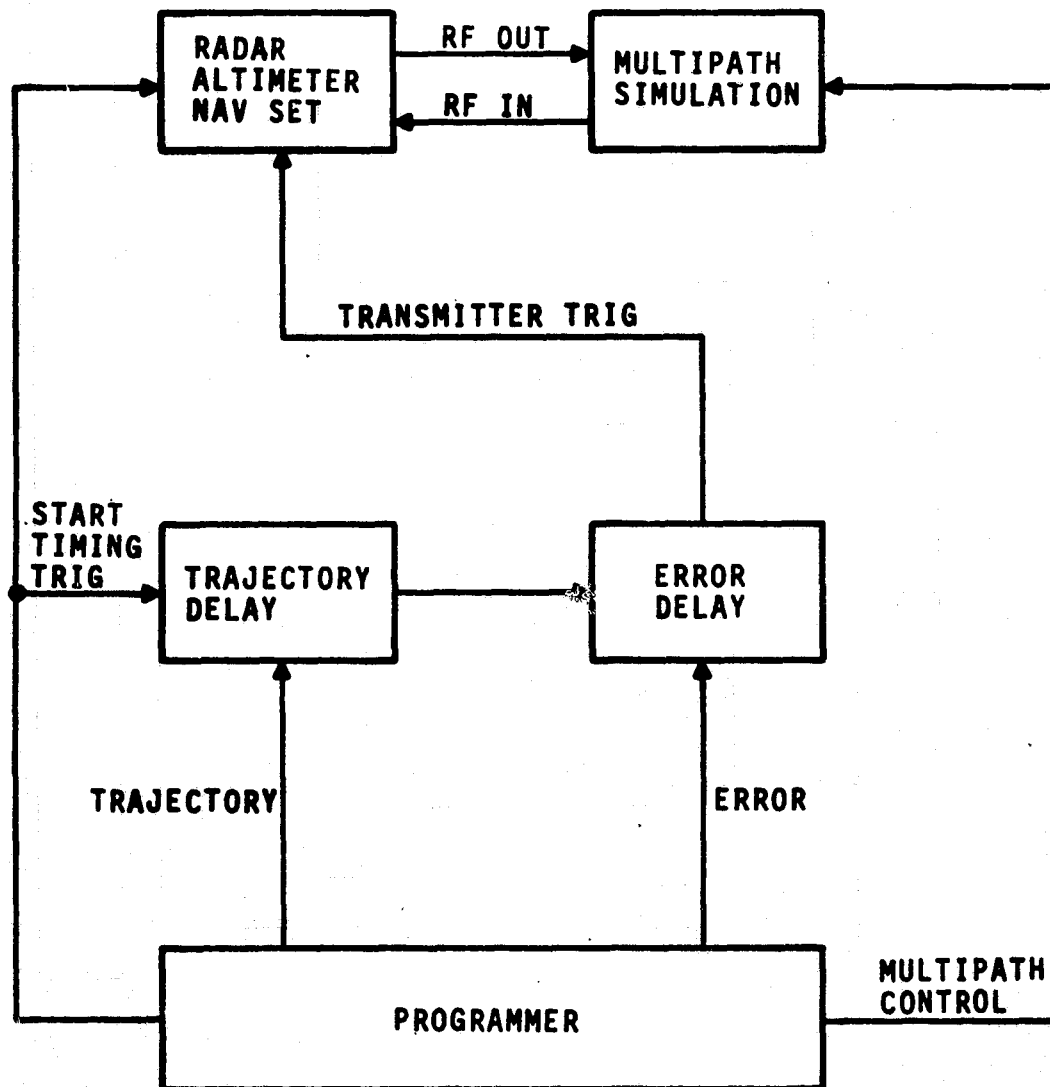 RADAR
ALTIMETER
NAV SET
RF OUT
RF IN
MULTIPATH
SIMULATION
TRANSMITTER TRIG
START
TIMING
TRIG
TRAJECTORY
DELAY
ERROR
DELAY
TRAJECTORY
ERROR
PROGRAMMER
MULTIPATH
CONTROL